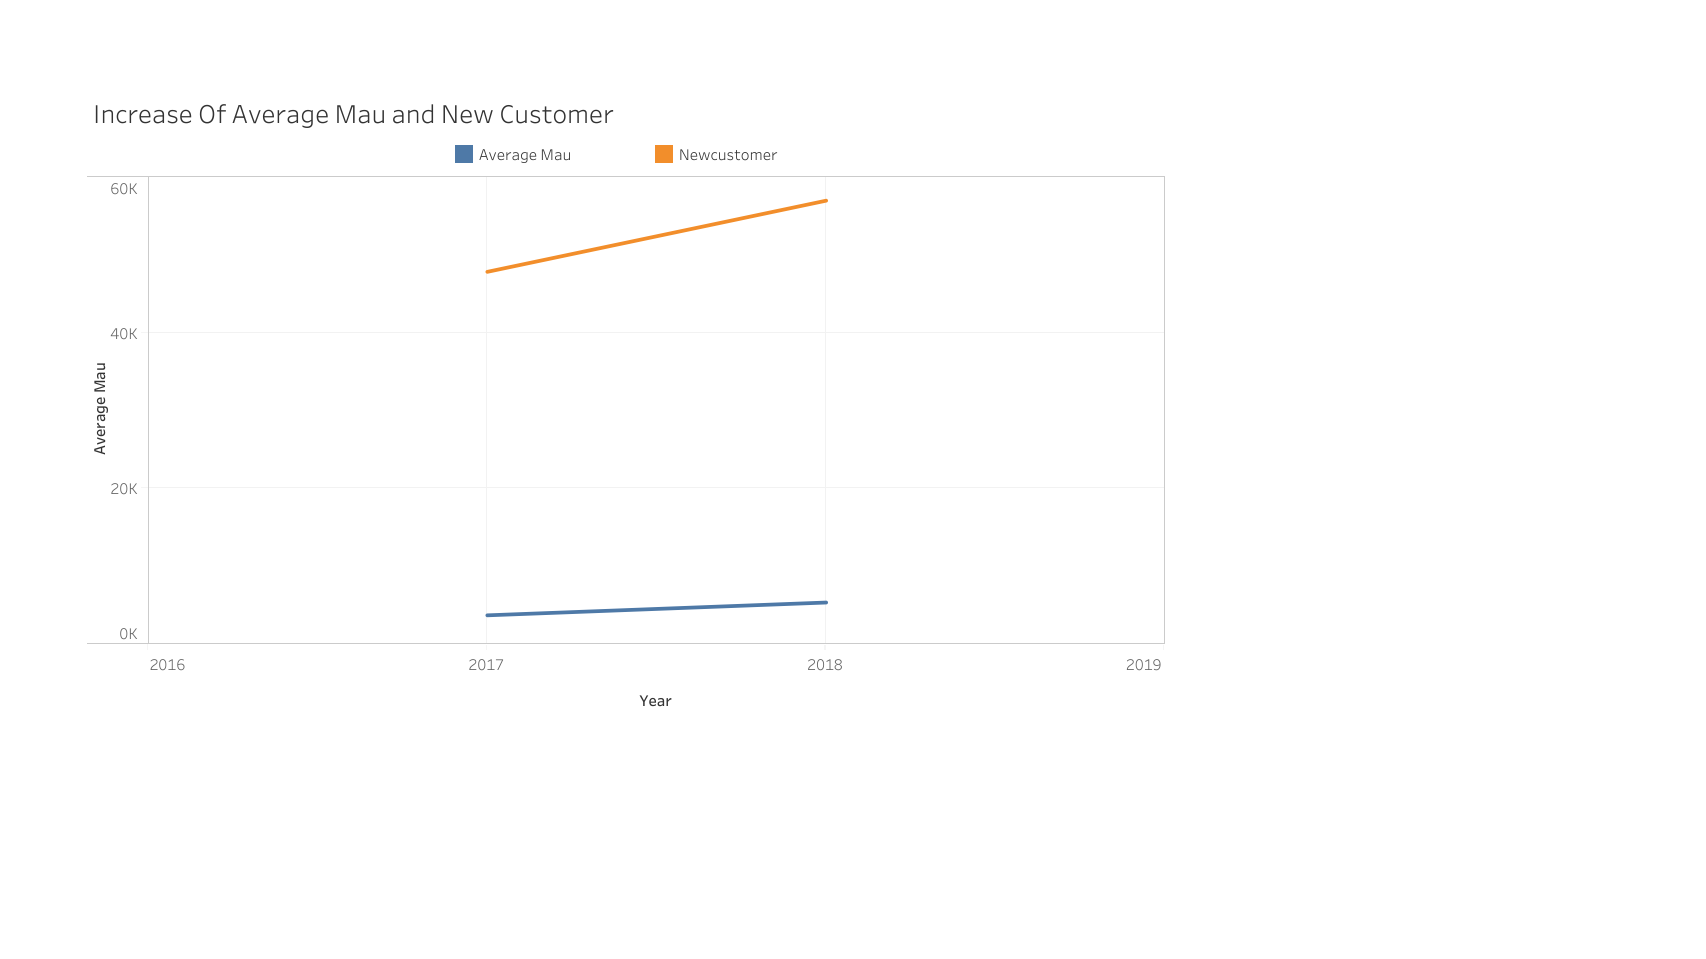 Increase Of Average Mau and New Customer
Average Mau
Newcustomer
60K
40K
20K
0K
Average Mau
2016
2017
2018
2019
Year